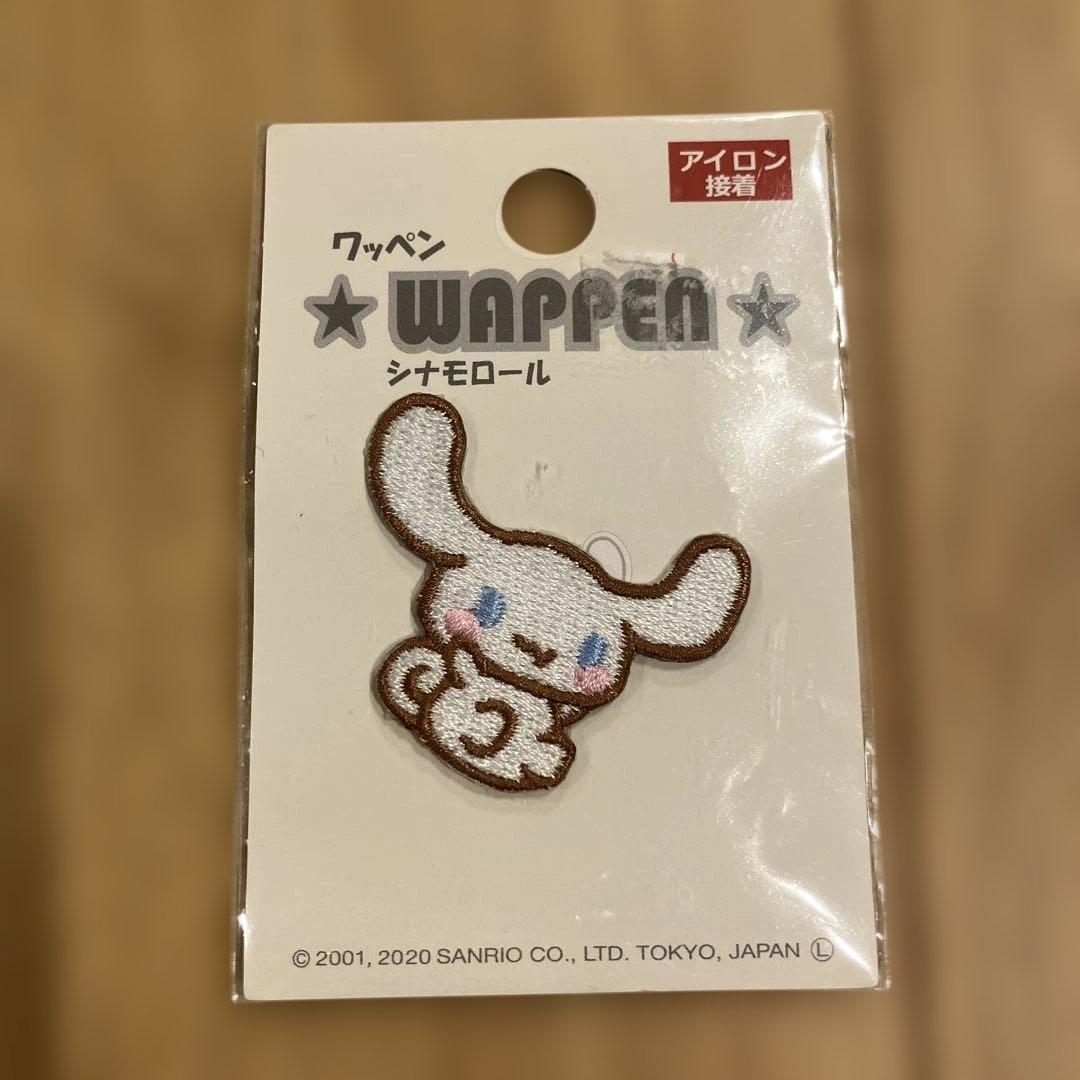 アイロン
接着
ワッペン
★ WAPPEN ★
シナモロール
© 2001, 2020 SANRIO CO., LTD. TOKYO, JAPAN Ⓛ